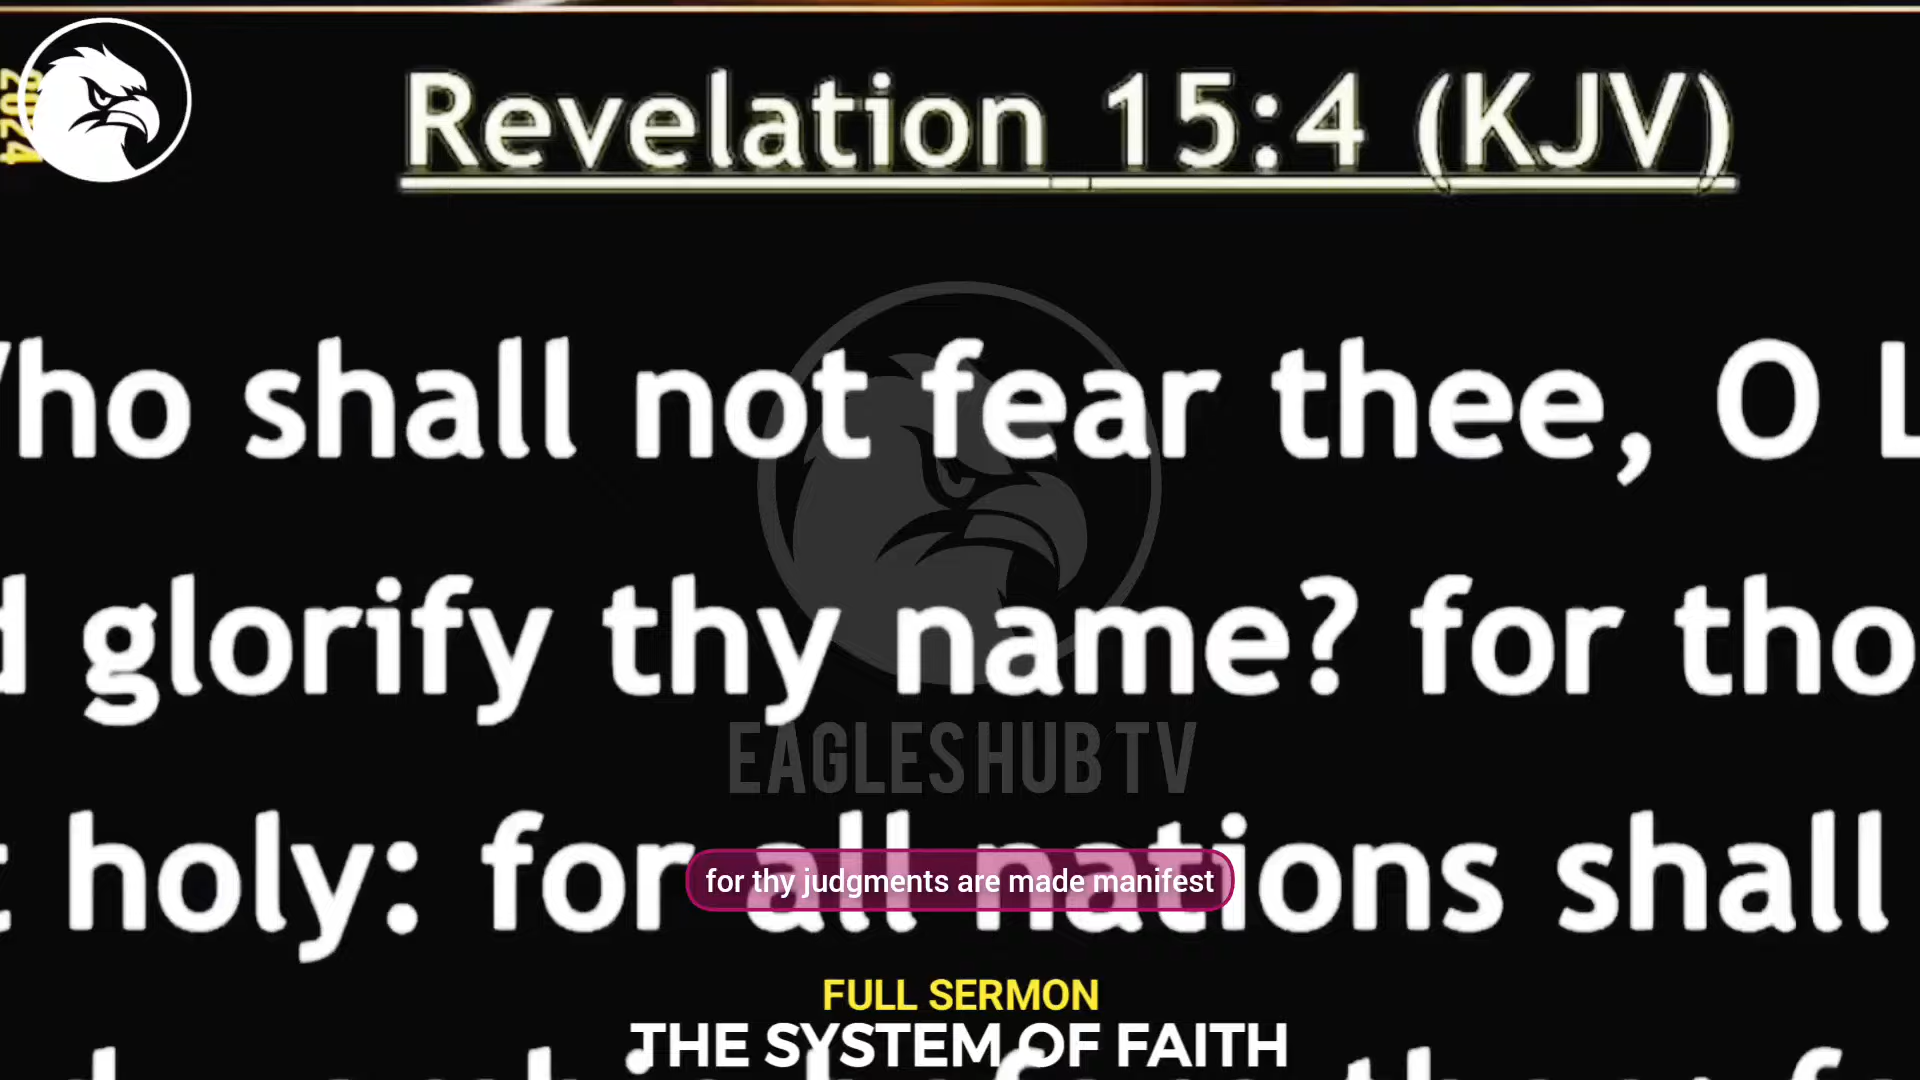 2024
Revelation 15:4 (KJV)
ho shall not fear thee, O L
d glorify thy name? for tho
EAGLES HUB TV
t holy: for all nations shall
for thy judgments are made manifest
FULL SERMON
THE SYSTEM OF FAITH